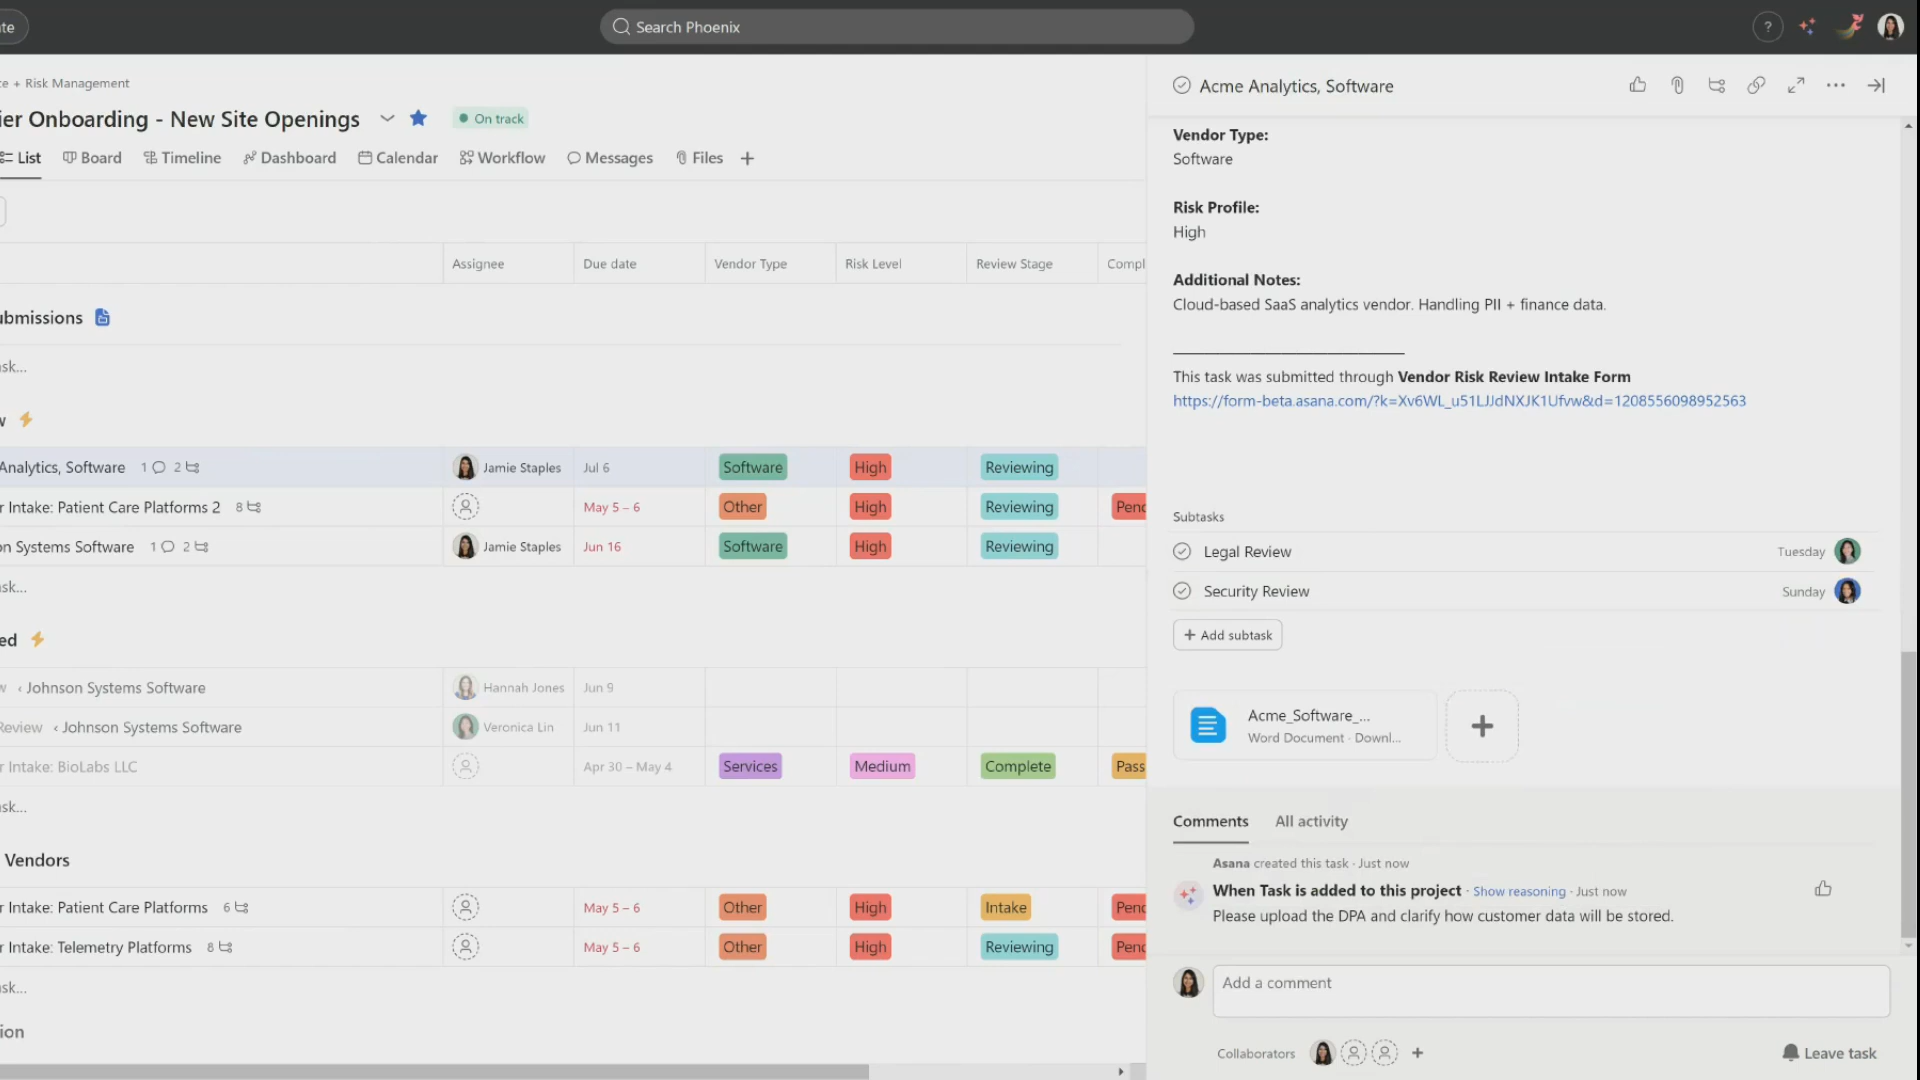 te
Search Phoenix
?
ce + Risk Management
ier Onboarding - New Site Openings
On track
List
Board
Timeline
Dashboard
Calendar
Workflow
Messages
Files
Assignee
Due date
Vendor Type
Risk Level
Review Stage
Compl
ubmissions
sk...
w
Analytics, Software 1 2
Jamie Staples
Jul 6
Software
High
Reviewing
r Intake: Patient Care Platforms 2 8
May 5 – 6
Other
High
Reviewing
Penc
on Systems Software 1 2
Jamie Staples
Jun 16
Software
High
Reviewing
sk...
ed
w ‹ Johnson Systems Software
Hannah Jones
Jun 9
Review ‹ Johnson Systems Software
Veronica Lin
Jun 11
r Intake: BioLabs LLC
Apr 30 – May 4
Services
Medium
Complete
Pass
sk...
Vendors
r Intake: Patient Care Platforms 6
May 5 – 6
Other
High
Intake
Penc
r Intake: Telemetry Platforms 8
May 5 – 6
Other
High
Reviewing
Penc
sk...
ion
Acme Analytics, Software
Vendor Type:
Software
Risk Profile:
High
Additional Notes:
Cloud-based SaaS analytics vendor. Handling PII + finance data.
This task was submitted through Vendor Risk Review Intake Form
https://form-beta.asana.com/?k=Xv6WL_u51LJJdNXJK1Ufvw&d=1208556098952563
Subtasks
Legal Review
Tuesday
Security Review
Sunday
+ Add subtask
Acme_Software_...
Word Document · Downl...
Comments
All activity
Asana created this task · Just now
When Task is added to this project · Show reasoning · Just now
Please upload the DPA and clarify how customer data will be stored.
Add a comment
Collaborators
Leave task